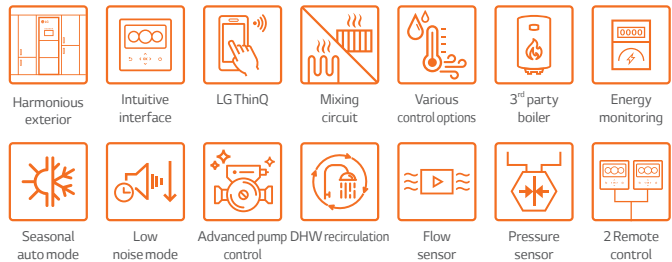 Harmonious
exterior
Intuitive
interface
LG ThinQ
Mixing
circuit
Various
control options
3rd party
boiler
Energy
monitoring
Seasonal
auto mode
Low
noise mode
Advanced pump
control
DHW recirculation
Flow
sensor
Pressure
sensor
2 Remote
control